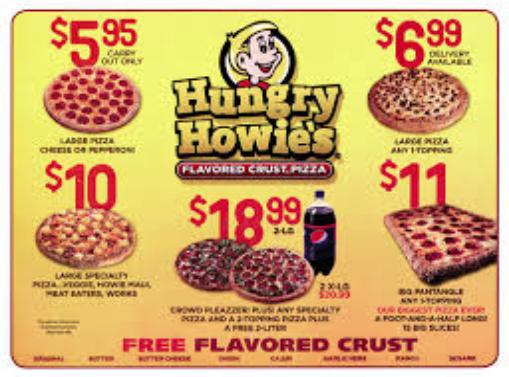 $5.95
CARRY
OUT ONLY
LARGE PIZZA
CHEESE OR PEPPERONI
Hungry
Howie's
FLAVORED CRUST PIZZA
$6.99
DELIVERY
AVAILABLE
LARGE PIZZA
ANY 1-TOPPING
$10
LARGE SPECIALTY
PIZZA...VEGGIE, HOWIE MAUI,
MEAT EATERS, WORKS
$18.99
2-LG
pepsi
2 X-LG
$20.99
CROWD PLEAZZER! PLUS! ANY SPECIALTY
PIZZA AND A 2-TOPPING PIZZA PLUS
A FREE 2-LITER!
$11
BIG PANTANGLE
ANY 1-TOPPING
OUR BIGGEST PIZZA EVER!
A FOOT-AND-A-HALF LONG!
15 BIG SLICES!
FREE FLAVORED CRUST
ORIGINAL BUTTER BUTTER CHEESE ONION CAJUN GARLIC HERB RANCH SESAME